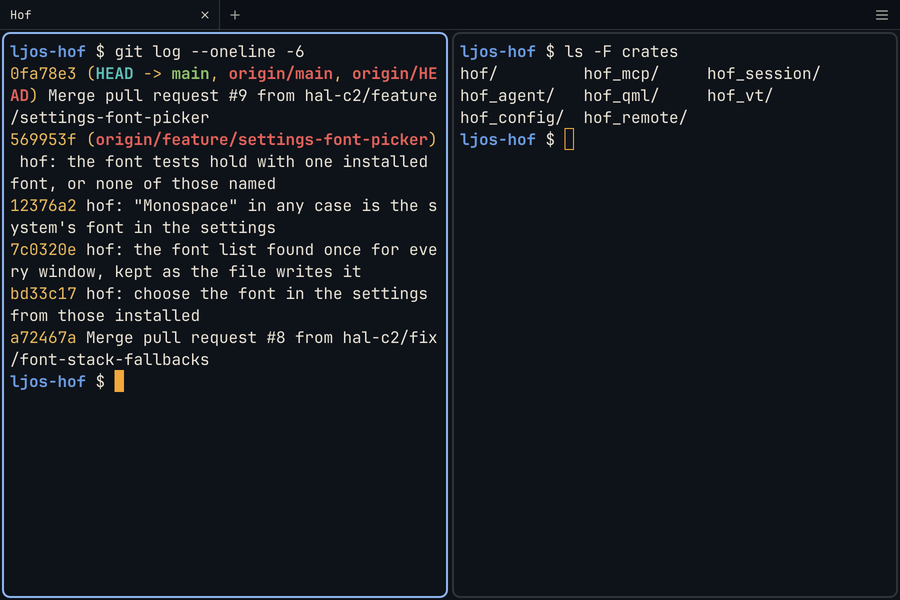 Hof × +
ljos-hof $ git log --oneline -6
0fa78e3 (HEAD -> main, origin/main, origin/HE
AD) Merge pull request #9 from hal-c2/feature
/settings-font-picker
569953f (origin/feature/settings-font-picker)
 hof: the font tests hold with one installed
font, or none of those named
12376a2 hof: "Monospace" in any case is the s
ystem's font in the settings
7c0320e hof: the font list found once for eve
ry window, kept as the file writes it
bd33c17 hof: choose the font in the settings
from those installed
a72467a Merge pull request #8 from hal-c2/fix
/font-stack-fallbacks
ljos-hof $
ljos-hof $ ls -F crates
hof/ hof_mcp/ hof_session/
hof_agent/ hof_qml/ hof_vt/
hof_config/ hof_remote/
ljos-hof $